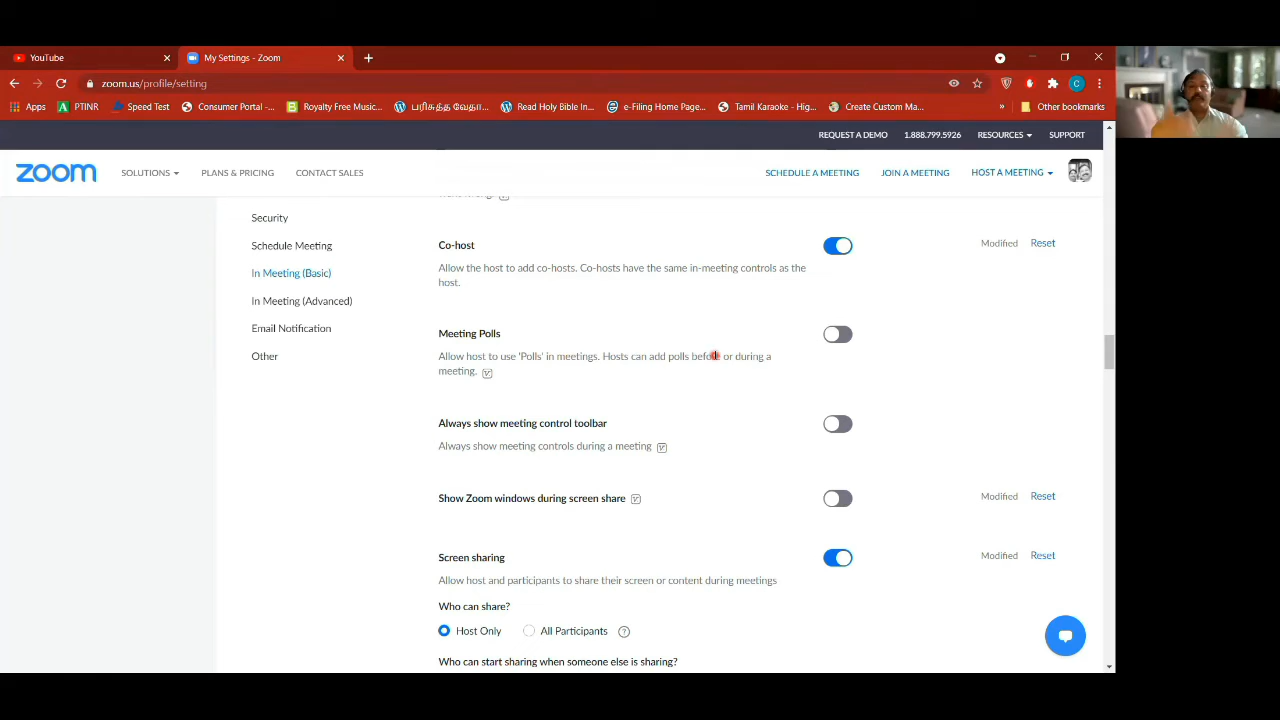 YouTube
My Settings - Zoom
zoom.us/profile/setting
C
Apps
PTINR
Speed Test
Consumer Portal -...
Royalty Free Music...
பரிசுத்த வேதா...
Read Holy Bible In...
e-Filing Home Page...
Tamil Karaoke - Hig...
Create Custom Ma...
»
Other bookmarks
REQUEST A DEMO 1.888.799.5926 RESOURCES SUPPORT
zoom SOLUTIONS PLANS & PRICING CONTACT SALES SCHEDULE A MEETING JOIN A MEETING HOST A MEETING
Security
Schedule Meeting
In Meeting (Basic)
In Meeting (Advanced)
Email Notification
Other
Co-host
Modified Reset
Allow the host to add co-hosts. Co-hosts have the same in-meeting controls as the
host.
Meeting Polls
Allow host to use 'Polls' in meetings. Hosts can add polls before or during a
meeting.
Always show meeting control toolbar
Always show meeting controls during a meeting
Show Zoom windows during screen share
Modified Reset
Screen sharing
Modified Reset
Allow host and participants to share their screen or content during meetings
Who can share?
Host Only All Participants ?
Who can start sharing when someone else is sharing?